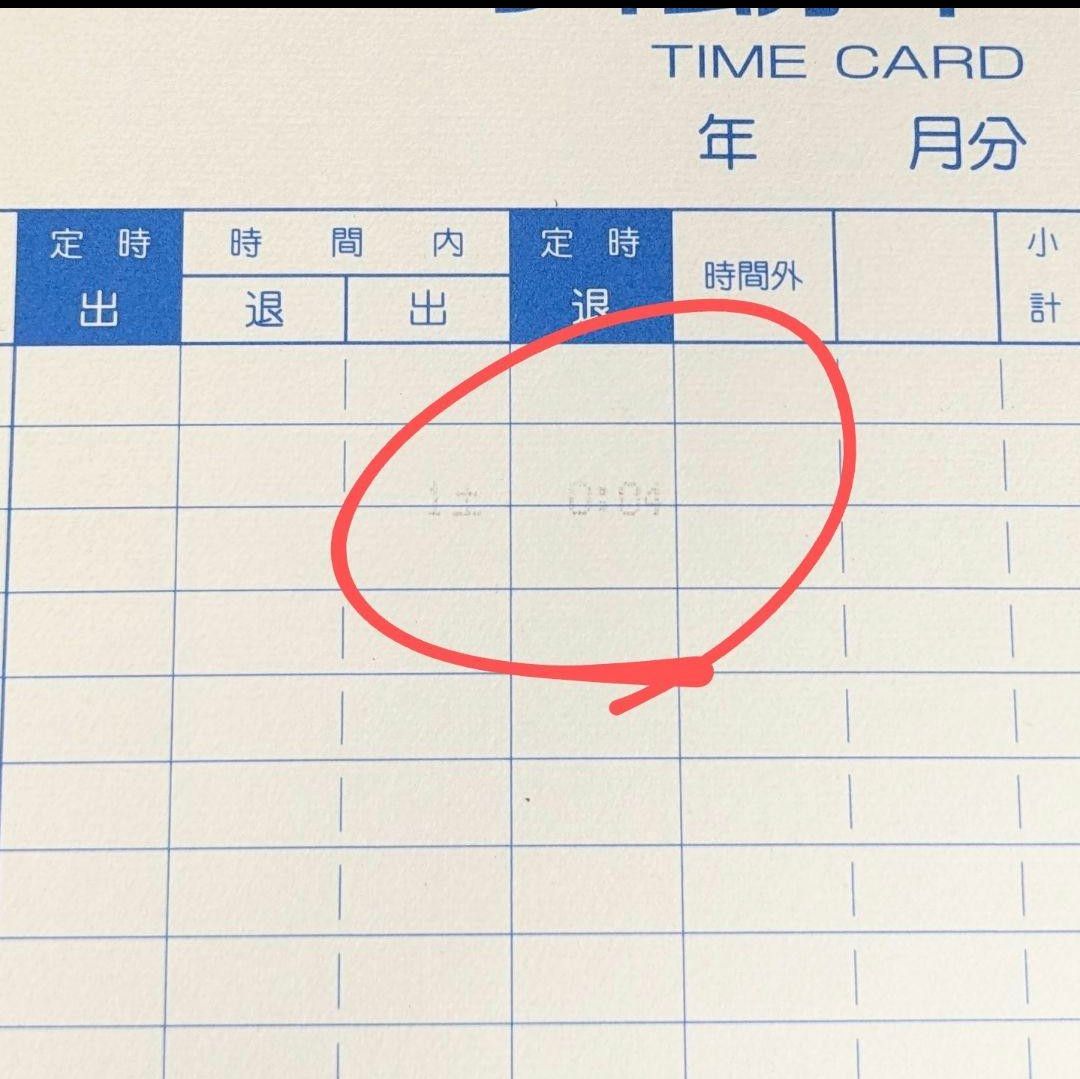 TIME CARD
年 月分
定時 時間内 定時 時間外 小計
出 退 出 退